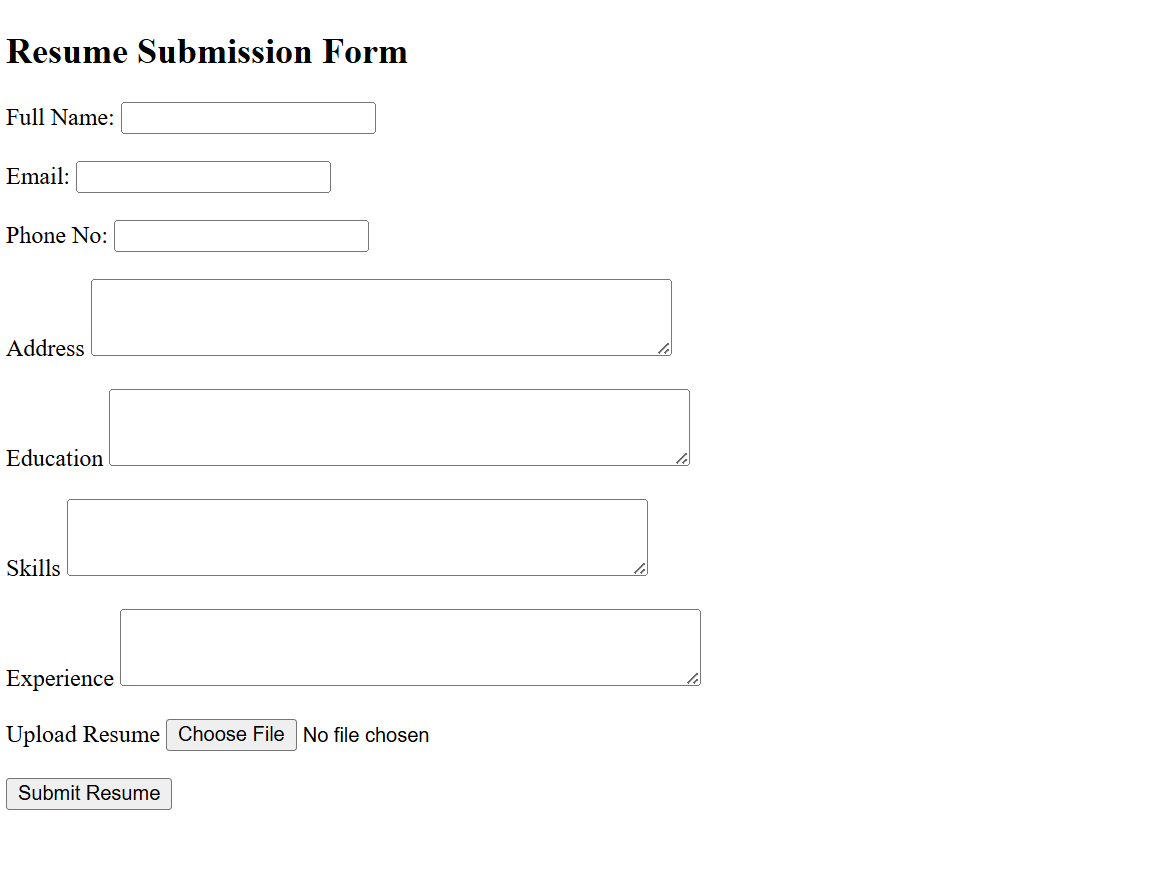 Resume Submission Form
Full Name:
Email:
Phone No:
Address
Education
Skills
Experience
Upload Resume Choose File No file chosen
Submit Resume